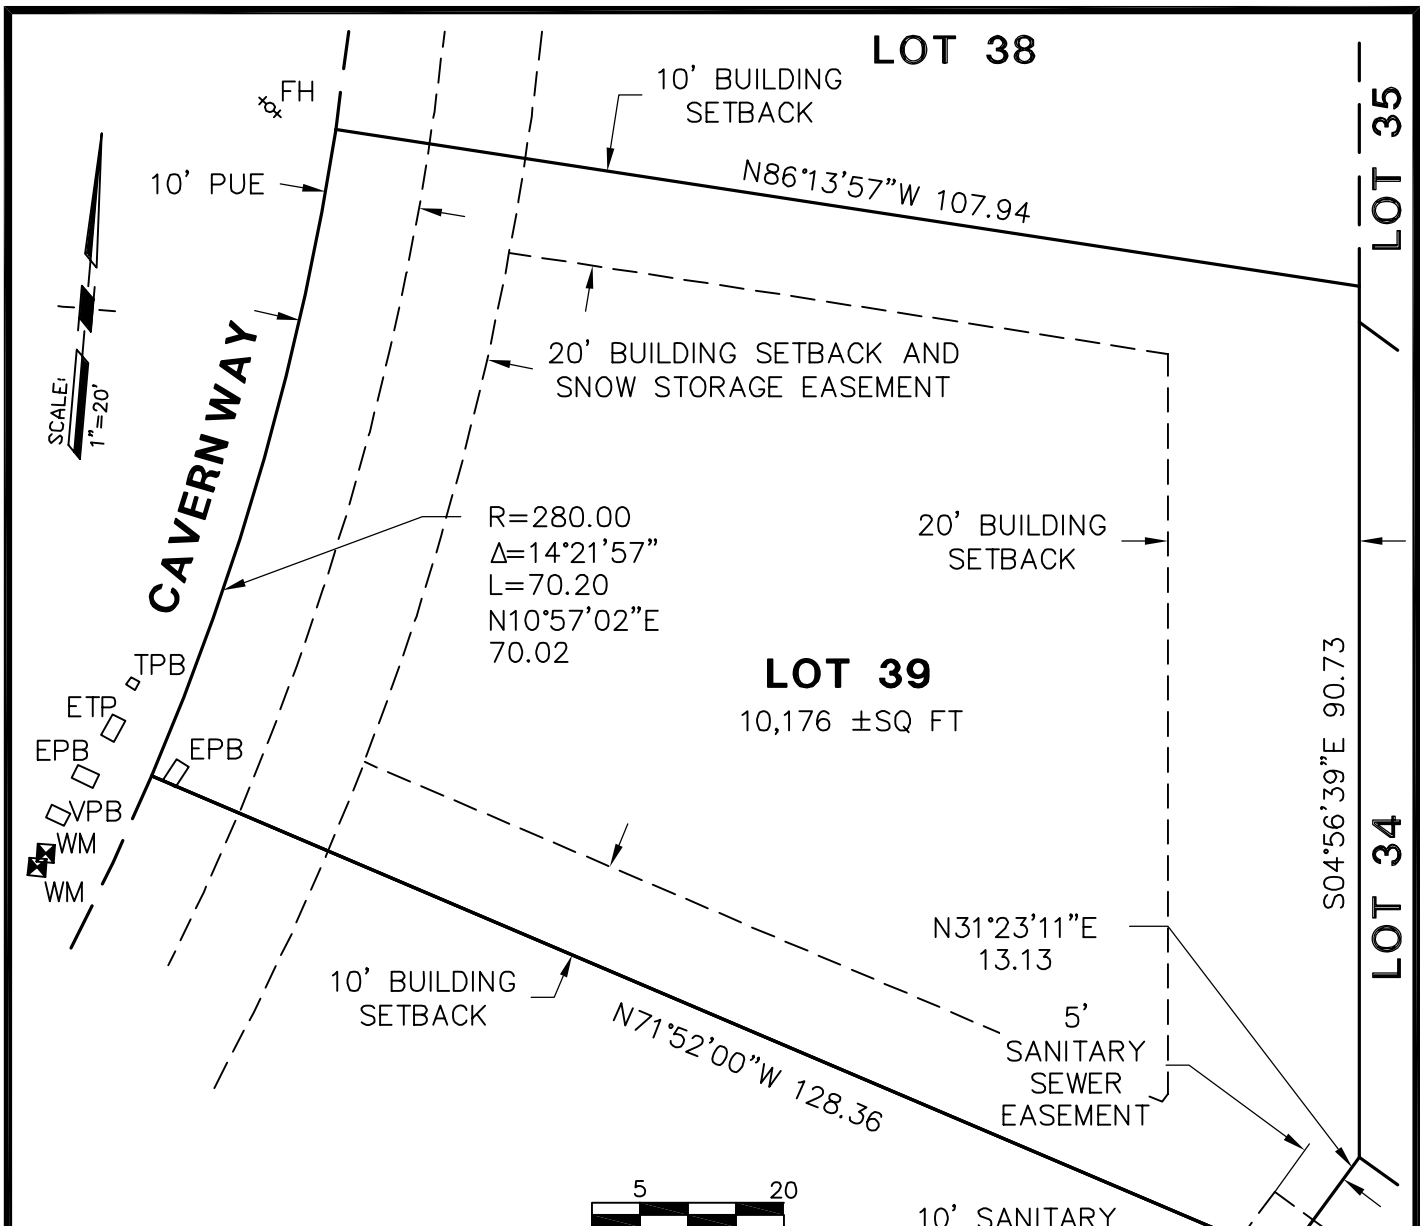 LOT 38
10' BUILDING
SETBACK
FH
LOT 35
10' PUE
N86°13'57"W 107.94
SCALE:
1"=20'
20' BUILDING SETBACK AND
SNOW STORAGE EASEMENT
CAVERN WAY
R=280.00
Δ=14°21'57"
L=70.20
N10°57'02"E
70.02
20' BUILDING
SETBACK
TPB
ETP
EPB
EPB
VPB
WM
WM
LOT 39
10,176 ±SQ FT
S04°56'39"E 90.73
LOT 34
N31°23'11"E
13.13
10' BUILDING
SETBACK
N71°52'00"W 128.36
5'
SANITARY
SEWER
EASEMENT
5 20
10' SANITARY